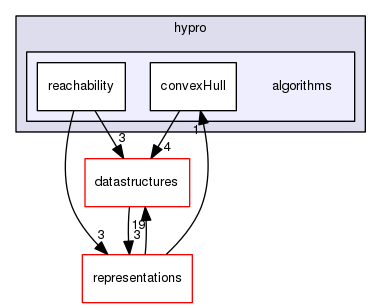 hypro
reachability
convexHull
algorithms
1
3
4
datastructures
19
3
3
representations